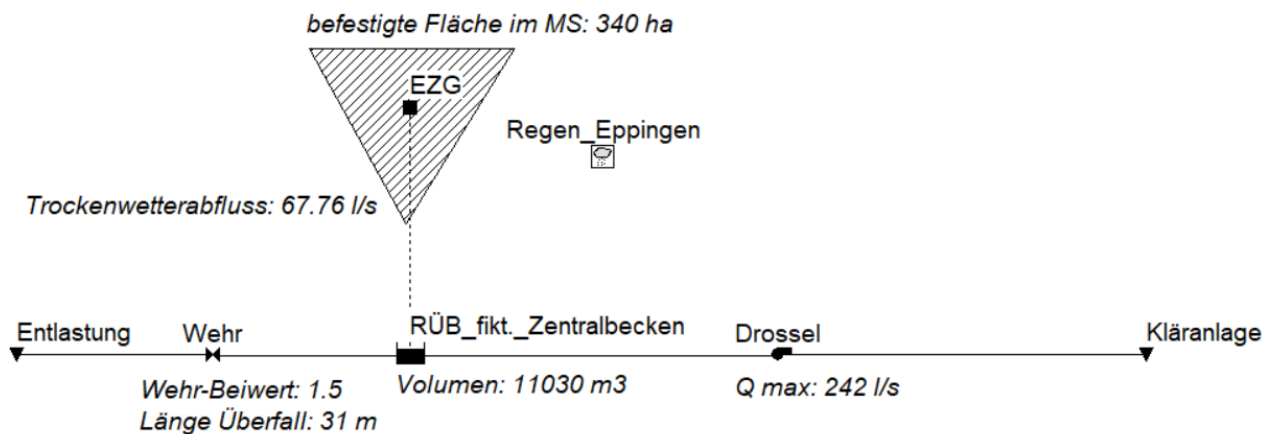 befestigte Fläche im MS: 340 ha
EZG
Regen_Eppingen
Trockenwetterabfluss: 67.76 l/s
Entlastung
Wehr
RÜB_fikt._Zentralbecken
Drossel
Kläranlage
Wehr-Beiwert: 1.5
Länge Überfall: 31 m
Volumen: 11030 m3
Q max: 242 l/s